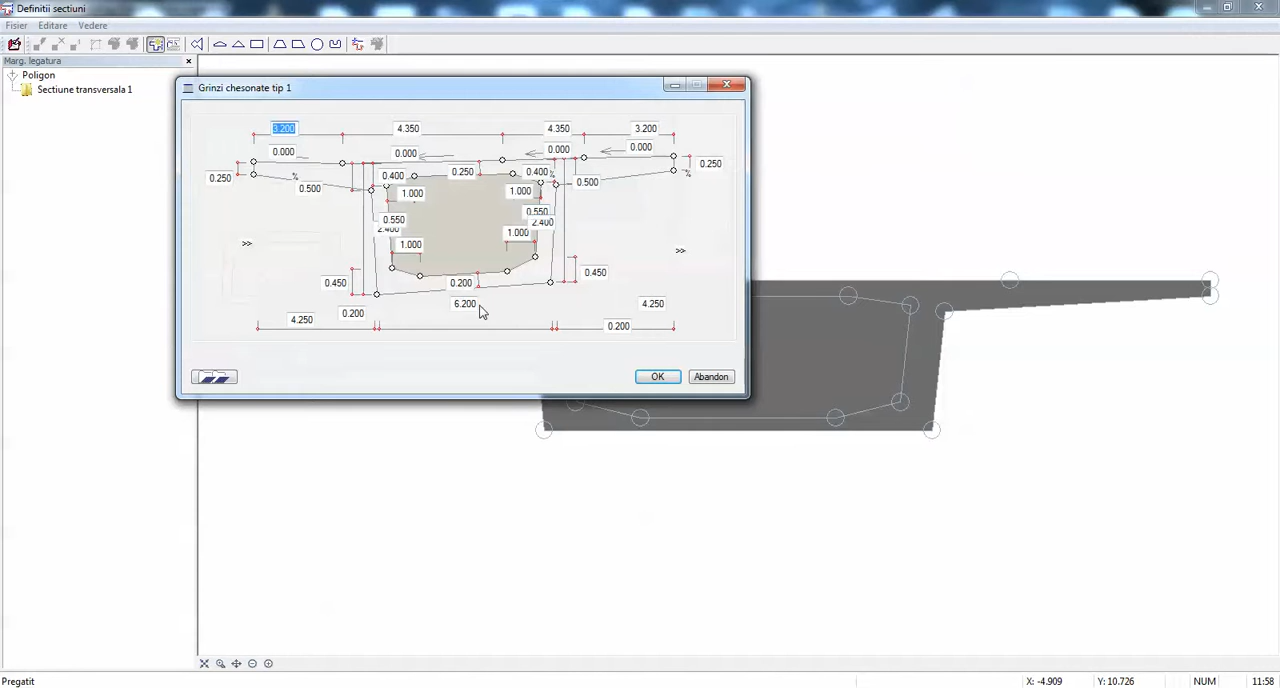 Definitii sectiuni
Fisier Editare Vedere
Marg. legatura
Poligon
Sectiune transversala 1
Grinzi chesonate tip 1
3.200 4.350 4.350 3.200
0.000 0.000 0.000 0.000
0.250 % 0.500 0.400 0.250 0.400 % 0.500 % 0.250
1.000 1.000
0.550 0.550
2.400 2.400
1.000 1.000
>> >>
0.450 0.200 0.450
6.200 4.250
4.250 0.200 0.200
OK Abandon
Pregatit X: -4.909 Y: 10.726 NUM 11:58